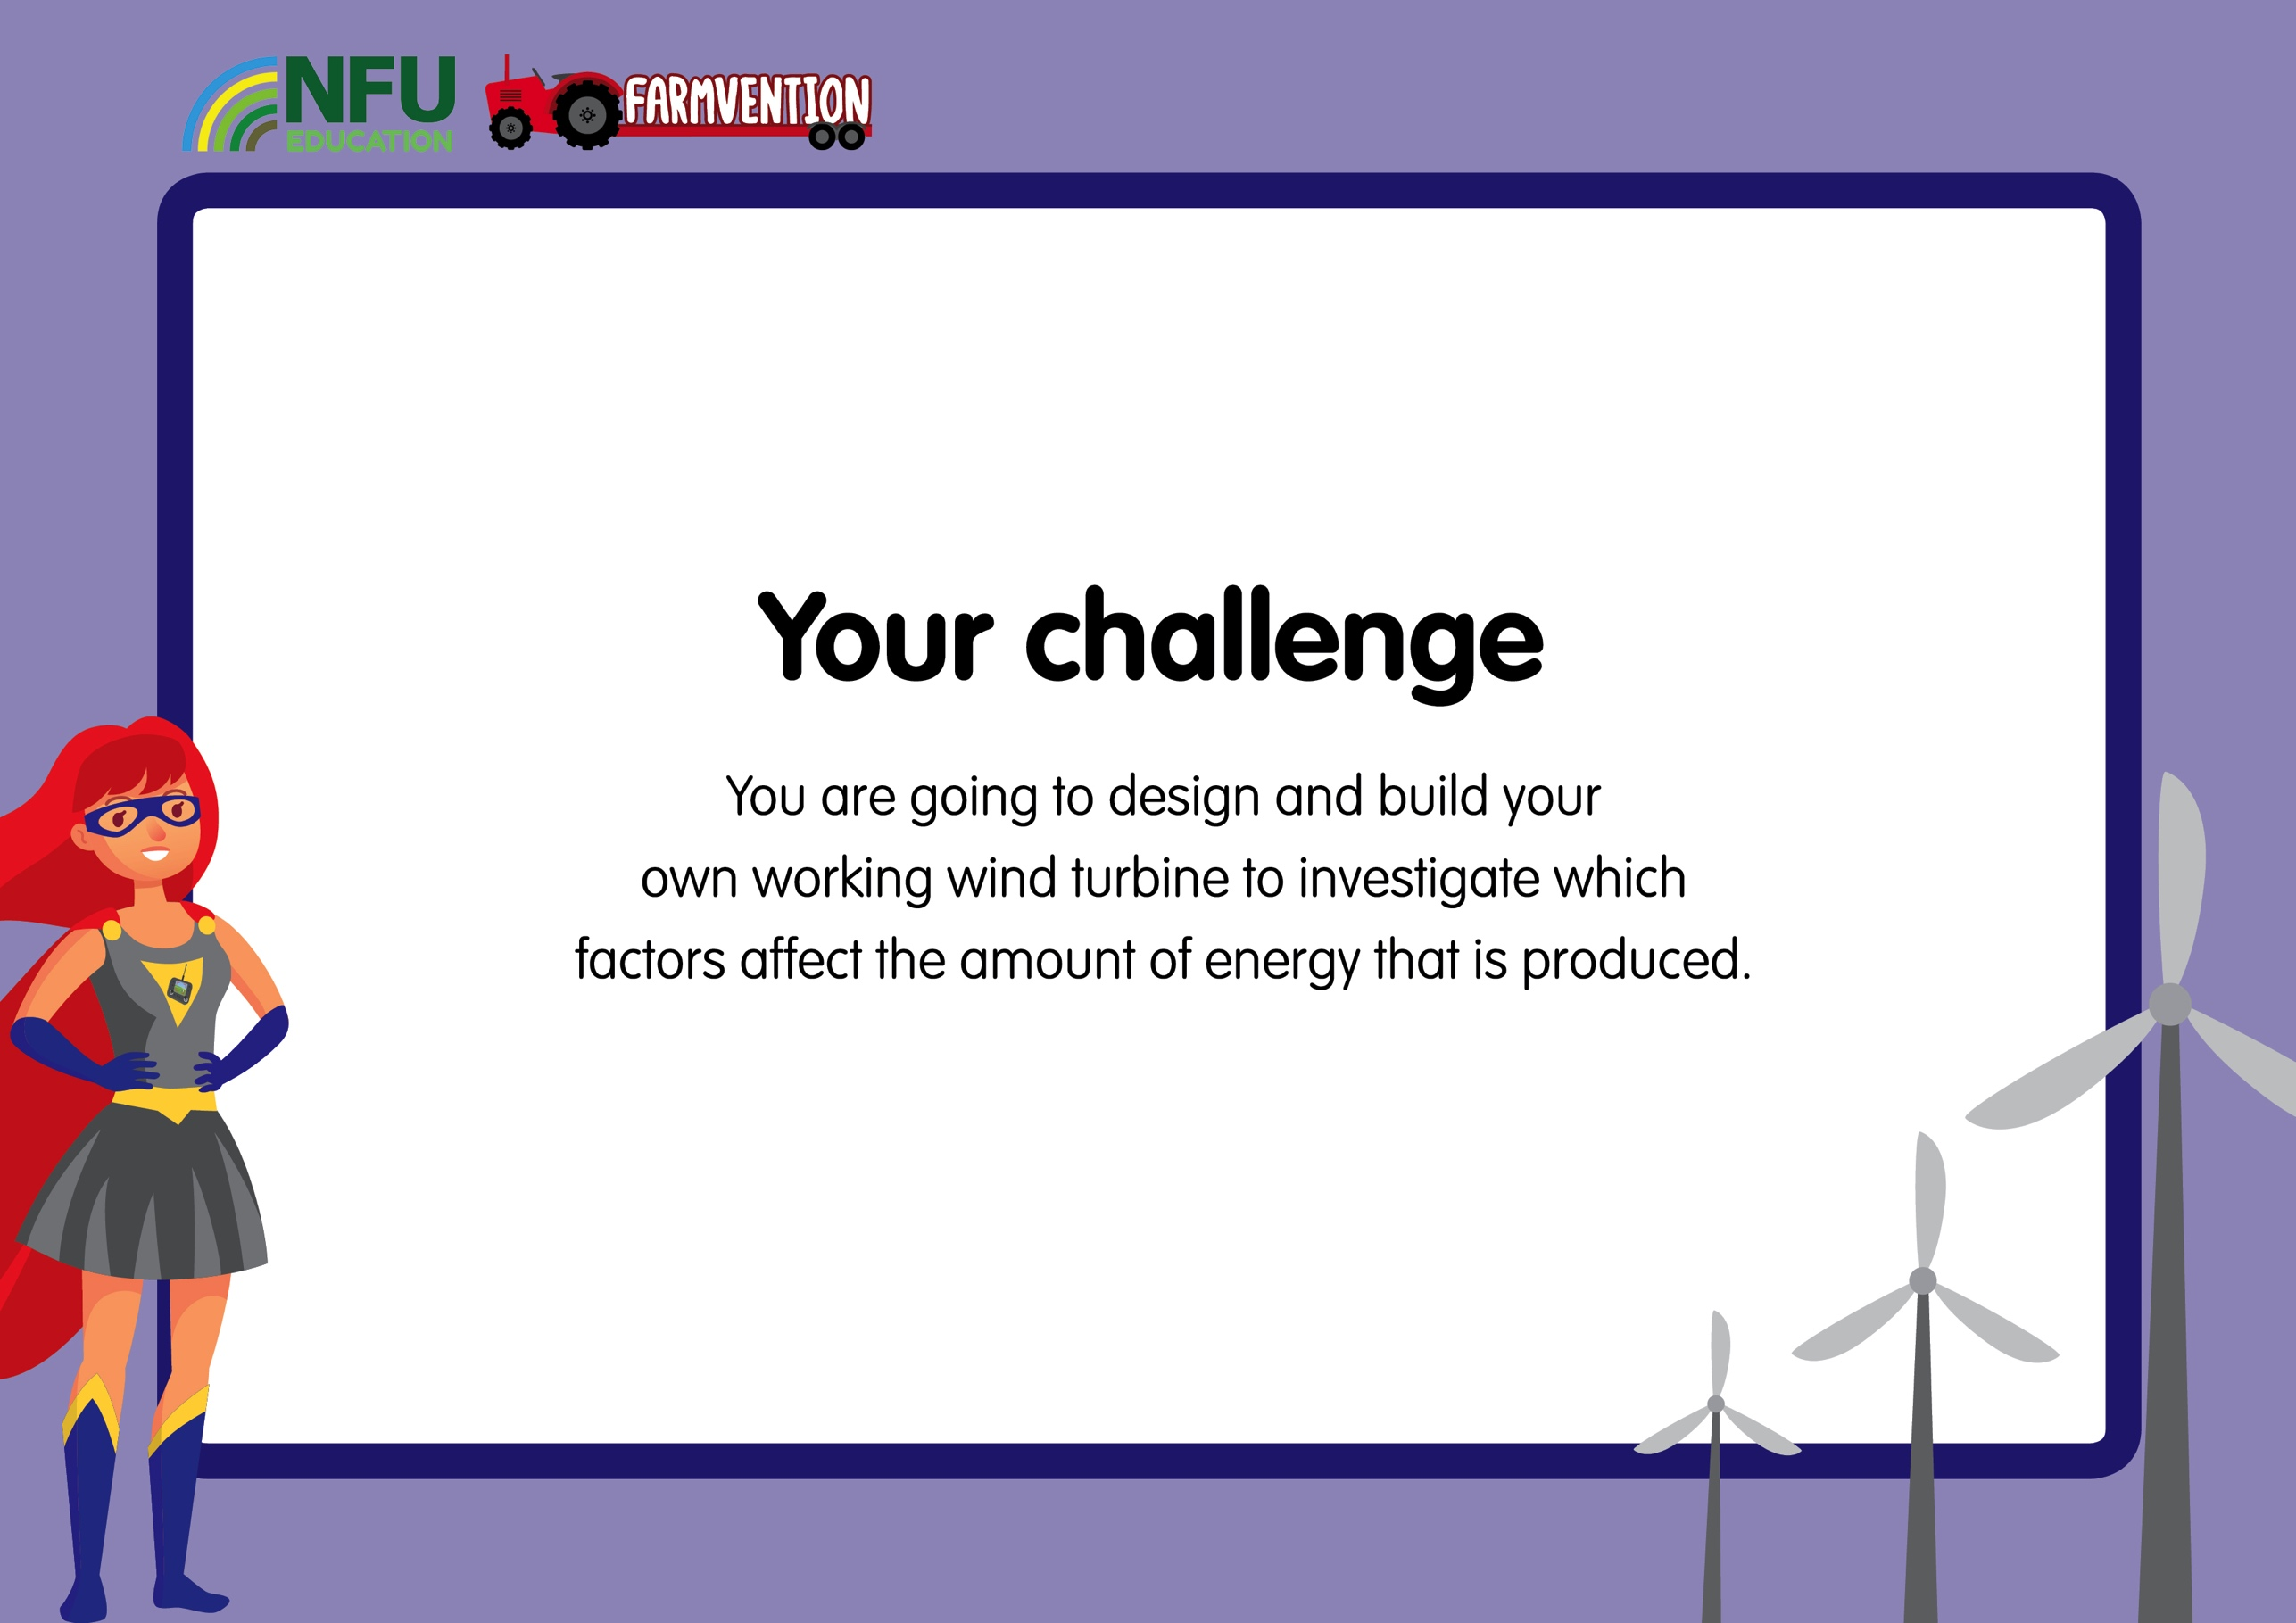 NFU
EDUCATION
FARMVENTION
Your challenge
You are going to design and build your
own working wind turbine to investigate which
factors affect the amount of energy that is produced.